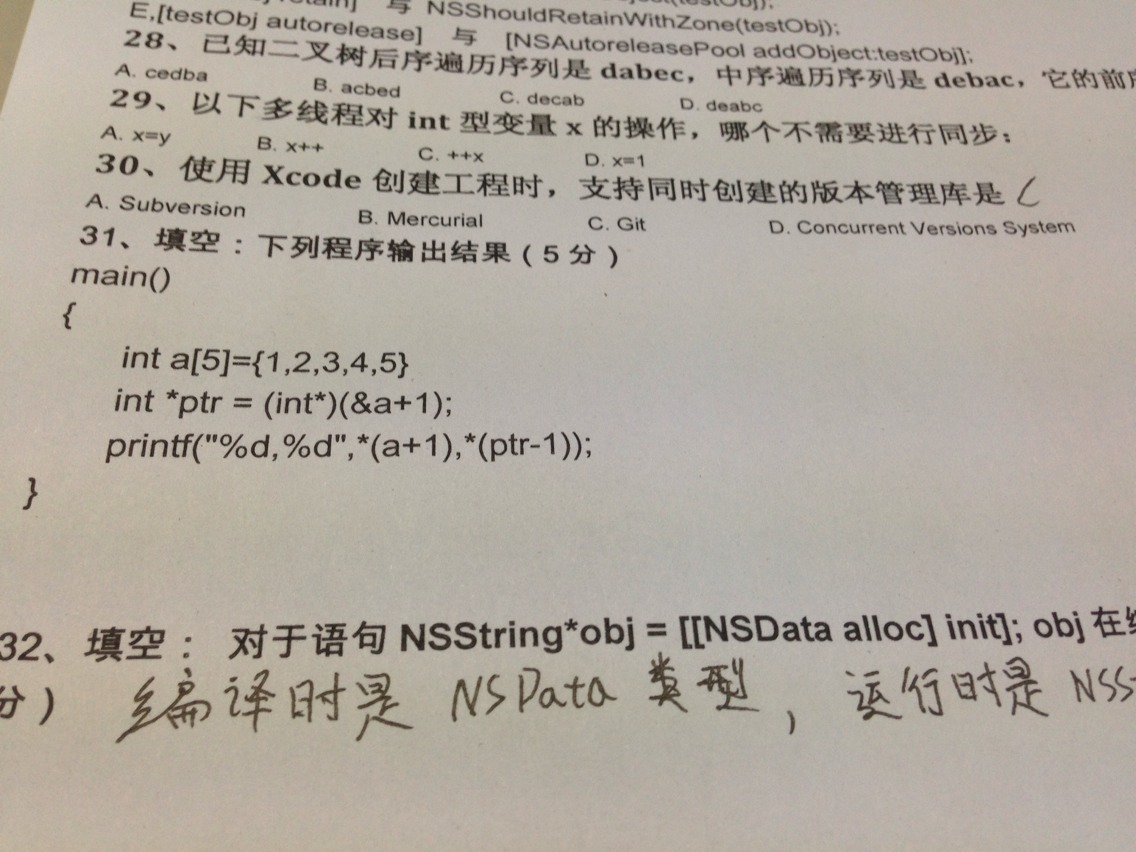 与 NSShouldRetainWithZone(testObj);
E,[testObj autorelease] 与 [NSAutoreleasePool addObject:testObj];
28、已知二叉树后序遍历序列是 dabec，中序遍历序列是 debac，它的前
A. cedba B. acbed C. decab D. deabc
29、以下多线程对 int 型变量 x 的操作，哪个不需要进行同步：
A. x=y B. x++ C. ++x D. x=1
30、使用 Xcode 创建工程时，支持同时创建的版本管理库是 C
A. Subversion B. Mercurial C. Git D. Concurrent Versions System
31、填空：下列程序输出结果（5 分）
main()
{
int a[5]={1,2,3,4,5}
int *ptr = (int*)(&a+1);
printf("%d,%d",*(a+1),*(ptr-1));
}
32、填空： 对于语句 NSString*obj = [[NSData alloc] init]; obj 在
分） 编译时是 NSData 类型，运行时是 NSS